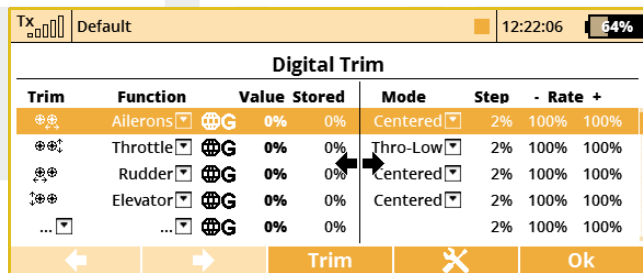 Tx Default 12:22:06 64%
Digital Trim
Trim Function Value Stored Mode Step - Rate +
Ailerons G 0% 0% Centered 2% 100% 100%
Throttle G 0% 0% Thro-Low 2% 100% 100%
Rudder G 0% 0% Centered 2% 100% 100%
Elevator G 0% 0% Centered 2% 100% 100%
... ... G 0% 0% 2% 100% 100%
Trim Ok